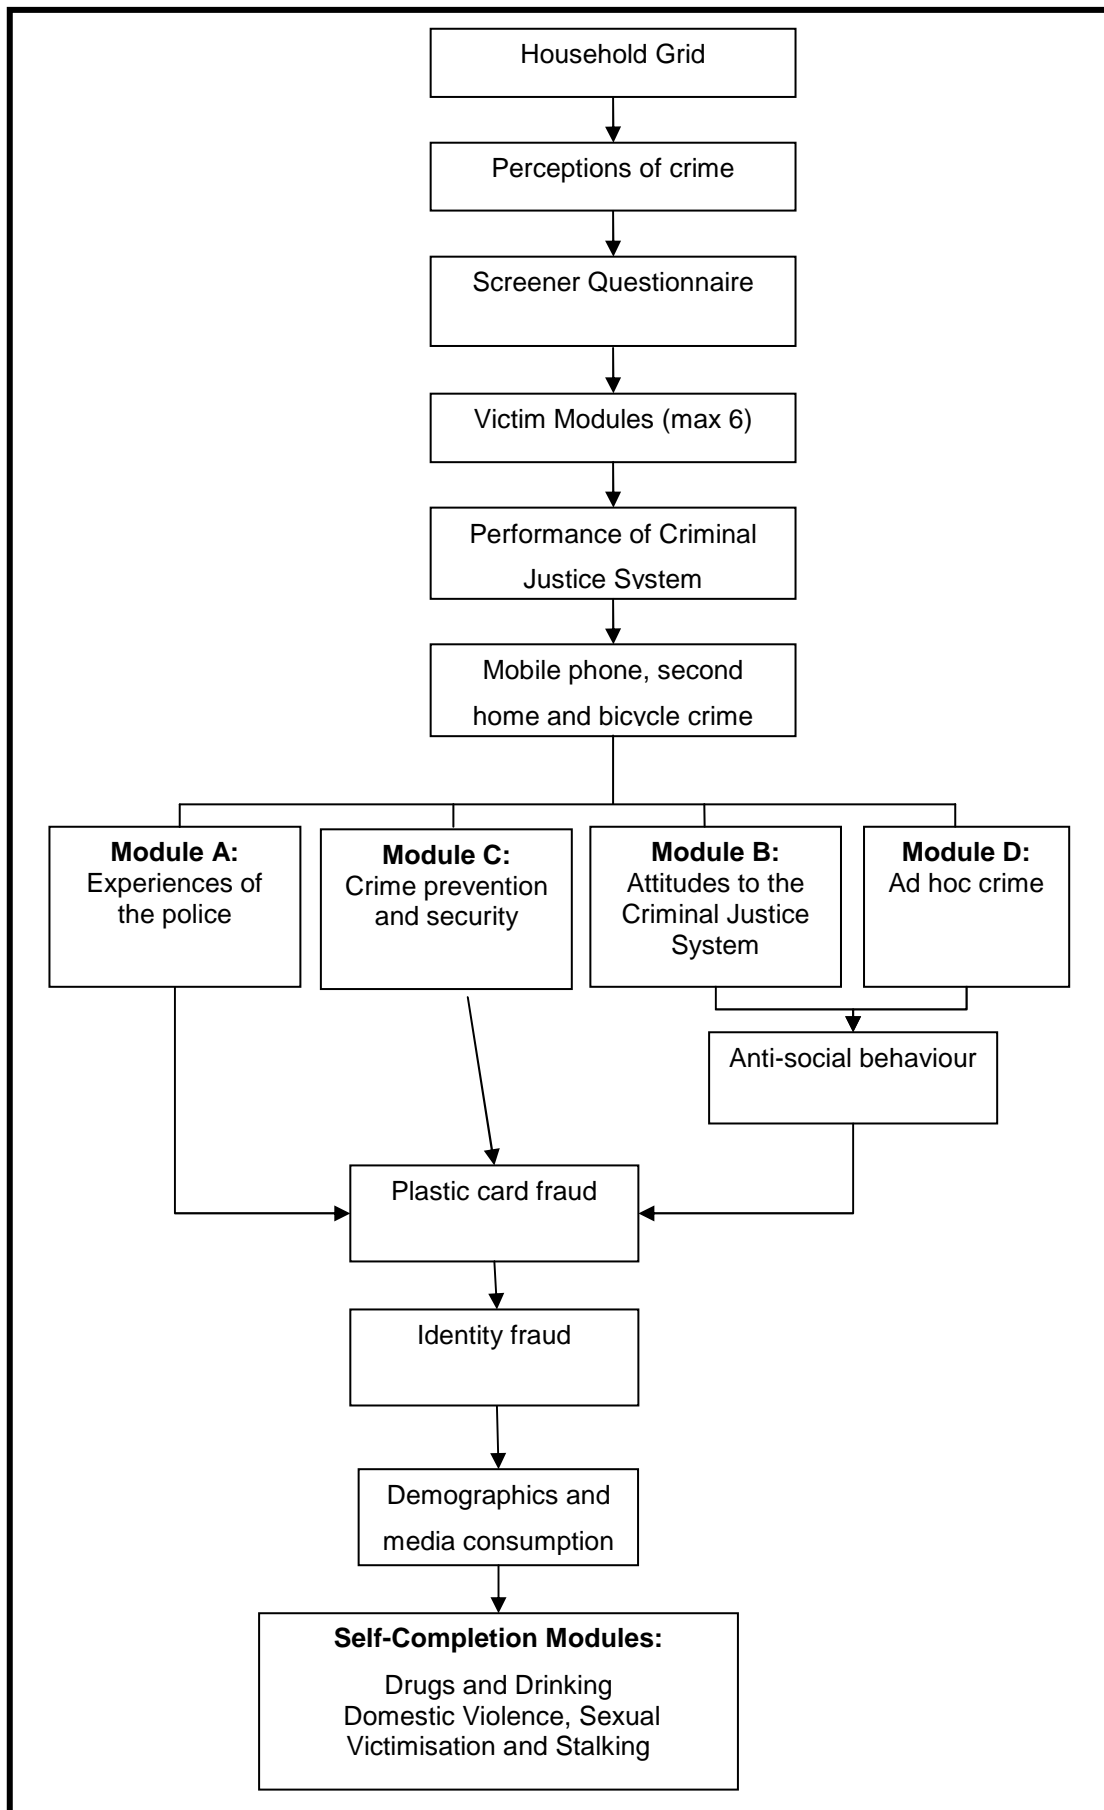 Household Grid
Perceptions of crime
Screener Questionnaire
Victim Modules (max 6)
Performance of Criminal
Justice System
Mobile phone, second
home and bicycle crime
Module A:
Experiences of
the police
Module C:
Crime prevention
and security
Module B:
Attitudes to the
Criminal Justice
System
Module D:
Ad hoc crime
Anti-social behaviour
Plastic card fraud
Identity fraud
Demographics and
media consumption
Self-Completion Modules:
Drugs and Drinking
Domestic Violence, Sexual
Victimisation and Stalking